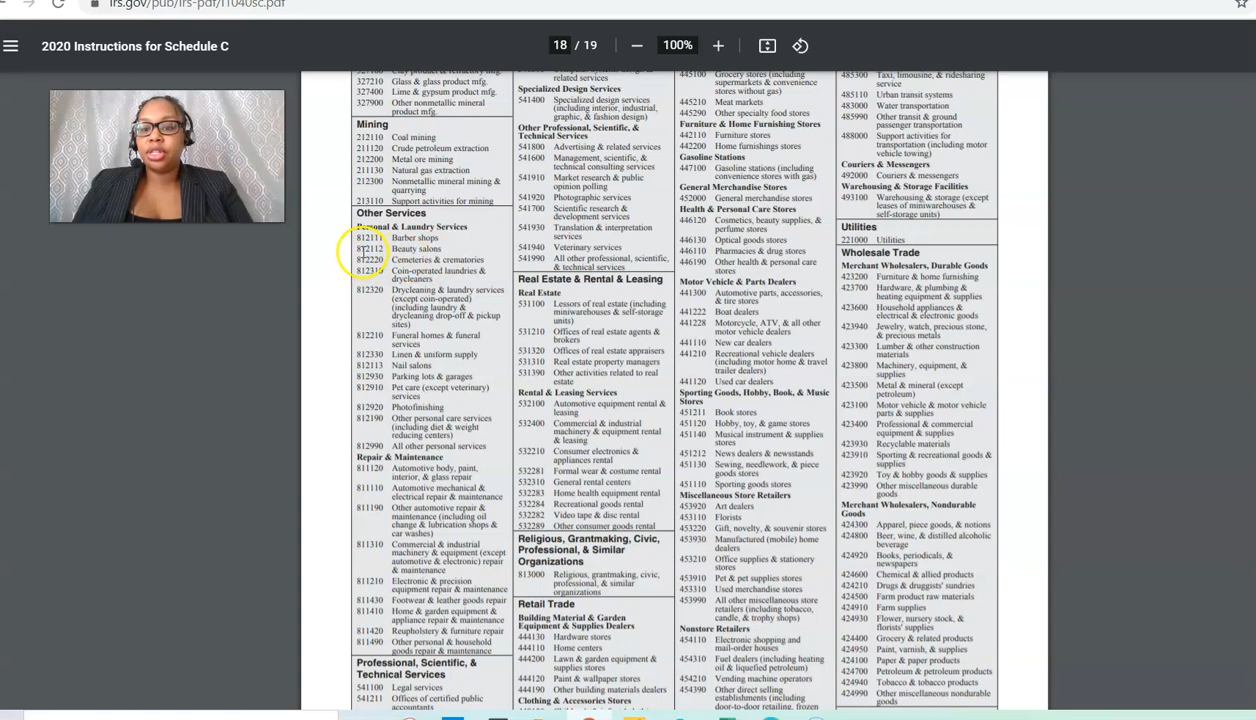 irs.gov/pub/irs-pdf/i1040sc.pdf
2020 Instructions for Schedule C
18 / 19
100%
327210 Glass & glass product mfg.
327400 Lime & gypsum product mfg.
327900 Other nonmetallic mineral
product mfg.
Mining
212110 Coal mining
211120 Crude petroleum extraction
212200 Metal ore mining
211130 Natural gas extraction
212300 Nonmetallic mineral mining &
quarrying
213110 Support activities for mining
Other Services
Personal & Laundry Services
812111 Barber shops
812112 Beauty salons
812220 Cemeteries & crematories
812310 Coin-operated laundries &
drycleaners
812320 Drycleaning & laundry services
(except coin-operated)
(including laundry &
drycleaning drop-off & pickup
sites)
812210 Funeral homes & funeral
services
812330 Linen & uniform supply
812113 Nail salons
812930 Parking lots & garages
812910 Pet care (except veterinary)
services
812920 Photofinishing
812190 Other personal care services
(including diet & weight
reducing centers)
812990 All other personal services
Repair & Maintenance
811120 Automotive body, paint,
interior, & glass repair
811110 Automotive mechanical &
electrical repair & maintenance
811190 Other automotive repair &
maintenance (including oil
change & lubrication shops &
car washes)
811310 Commercial & industrial
machinery & equipment (except
automotive & electronic) repair
& maintenance
811210 Electronic & precision
equipment repair & maintenance
811430 Footwear & leather goods repair
811410 Home & garden equipment &
appliance repair & maintenance
811420 Reupholstery & furniture repair
811490 Other personal & household
goods repair & maintenance
Professional, Scientific, &
Technical Services
541100 Legal services
541211 Offices of certified public
accountants
related services
Specialized Design Services
541400 Specialized design services
(including interior, industrial,
graphic, & fashion design)
Other Professional, Scientific, &
Technical Services
541800 Advertising & related services
541600 Management, scientific, &
technical consulting services
541910 Market research & public
opinion polling
541920 Photographic services
541700 Scientific research &
development services
541930 Translation & interpretation
services
541940 Veterinary services
541990 All other professional, scientific,
& technical services
Real Estate & Rental & Leasing
Real Estate
531100 Lessors of real estate (including
miniwarehouses & self-storage
units)
531210 Offices of real estate agents &
brokers
531320 Offices of real estate appraisers
531310 Real estate property managers
531390 Other activities related to real
estate
Rental & Leasing Services
532100 Automotive equipment rental &
leasing
532400 Commercial & industrial
machinery & equipment rental
& leasing
532210 Consumer electronics &
appliances rental
532281 Formal wear & costume rental
532310 General rental centers
532283 Home health equipment rental
532284 Recreational goods rental
532282 Video tape & disc rental
532289 Other consumer goods rental
Religious, Grantmaking, Civic,
Professional, & Similar
Organizations
813000 Religious, grantmaking, civic,
professional, & similar
organizations
Retail Trade
Building Material & Garden
Equipment & Supplies Dealers
444130 Hardware stores
444110 Home centers
444200 Lawn & garden equipment &
supplies stores
444120 Paint & wallpaper stores
444190 Other building materials dealers
Clothing & Accessories Stores
445100 Grocery stores (including
supermarkets & convenience
stores without gas)
445210 Meat markets
445290 Other specialty food stores
Furniture & Home Furnishing Stores
442110 Furniture stores
442200 Home furnishings stores
Gasoline Stations
447100 Gasoline stations (including
convenience stores with gas)
General Merchandise Stores
452000 General merchandise stores
Health & Personal Care Stores
446120 Cosmetics, beauty supplies, &
perfume stores
446130 Optical goods stores
446110 Pharmacies & drug stores
446190 Other health & personal care
stores
Motor Vehicle & Parts Dealers
441300 Automotive parts, accessories,
& tire stores
441222 Boat dealers
441228 Motorcycle, ATV, & all other
motor vehicle dealers
441110 New car dealers
441210 Recreational vehicle dealers
(including motor home & travel
trailer dealers)
441120 Used car dealers
Sporting Goods, Hobby, Book, & Music
Stores
451211 Book stores
451120 Hobby, toy, & game stores
451140 Musical instrument & supplies
stores
451212 News dealers & newsstands
451130 Sewing, needlework, & piece
goods stores
451110 Sporting goods stores
Miscellaneous Store Retailers
453920 Art dealers
453110 Florists
453220 Gift, novelty, & souvenir stores
453930 Manufactured (mobile) home
dealers
453210 Office supplies & stationery
stores
453910 Pet & pet supplies stores
453310 Used merchandise stores
453990 All other miscellaneous store
retailers (including tobacco,
candle, & trophy shops)
Nonstore Retailers
454110 Electronic shopping and
mail-order houses
454310 Fuel dealers (including heating
oil & liquefied petroleum)
454210 Vending machine operators
454390 Other direct selling
establishments (including
door-to-door retailing, frozen
485300 Taxi, limousine, & ridesharing
service
485110 Urban transit systems
483000 Water transportation
485990 Other transit & ground
passenger transportation
488000 Support activities for
transportation (including motor
vehicle towing)
Couriers & Messengers
492000 Couriers & messengers
Warehousing & Storage Facilities
493100 Warehousing & storage (except
leases of miniwarehouses &
self-storage units)
Utilities
221000 Utilities
Wholesale Trade
Merchant Wholesalers, Durable Goods
423200 Furniture & home furnishing
423700 Hardware, & plumbing &
heating equipment & supplies
423600 Household appliances &
electrical & electronic goods
423940 Jewelry, watch, precious stone,
& precious metals
423300 Lumber & other construction
materials
423800 Machinery, equipment, &
supplies
423500 Metal & mineral (except
petroleum)
423100 Motor vehicle & motor vehicle
parts & supplies
423400 Professional & commercial
equipment & supplies
423930 Recyclable materials
423910 Sporting & recreational goods &
supplies
423920 Toy & hobby goods & supplies
423990 Other miscellaneous durable
goods
Merchant Wholesalers, Nondurable
Goods
424300 Apparel, piece goods, & notions
424800 Beer, wine, & distilled alcoholic
beverage
424920 Books, periodicals, &
newspapers
424600 Chemical & allied products
424210 Drugs & druggists' sundries
424500 Farm product raw materials
424910 Farm supplies
424930 Flower, nursery stock, &
florists' supplies
424400 Grocery & related products
424950 Paint, varnish, & supplies
424100 Paper & paper products
424700 Petroleum & petroleum products
424940 Tobacco & tobacco products
424990 Other miscellaneous nondurable
goods